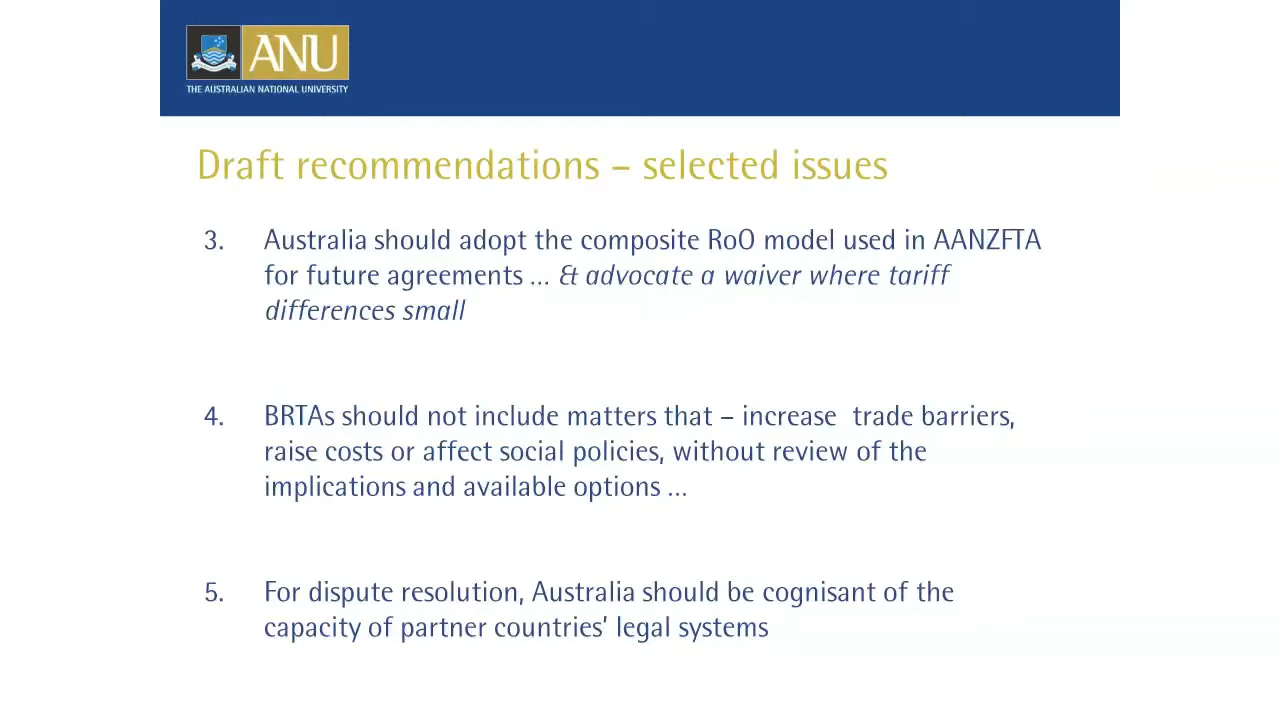 ANU
THE AUSTRALIAN NATIONAL UNIVERSITY
Draft recommendations – selected issues
3. Australia should adopt the composite RoO model used in AANZFTA
for future agreements ... & advocate a waiver where tariff
differences small
4. BRTAs should not include matters that – increase  trade barriers,
raise costs or affect social policies, without review of the
implications and available options ...
5. For dispute resolution, Australia should be cognisant of the
capacity of partner countries’ legal systems